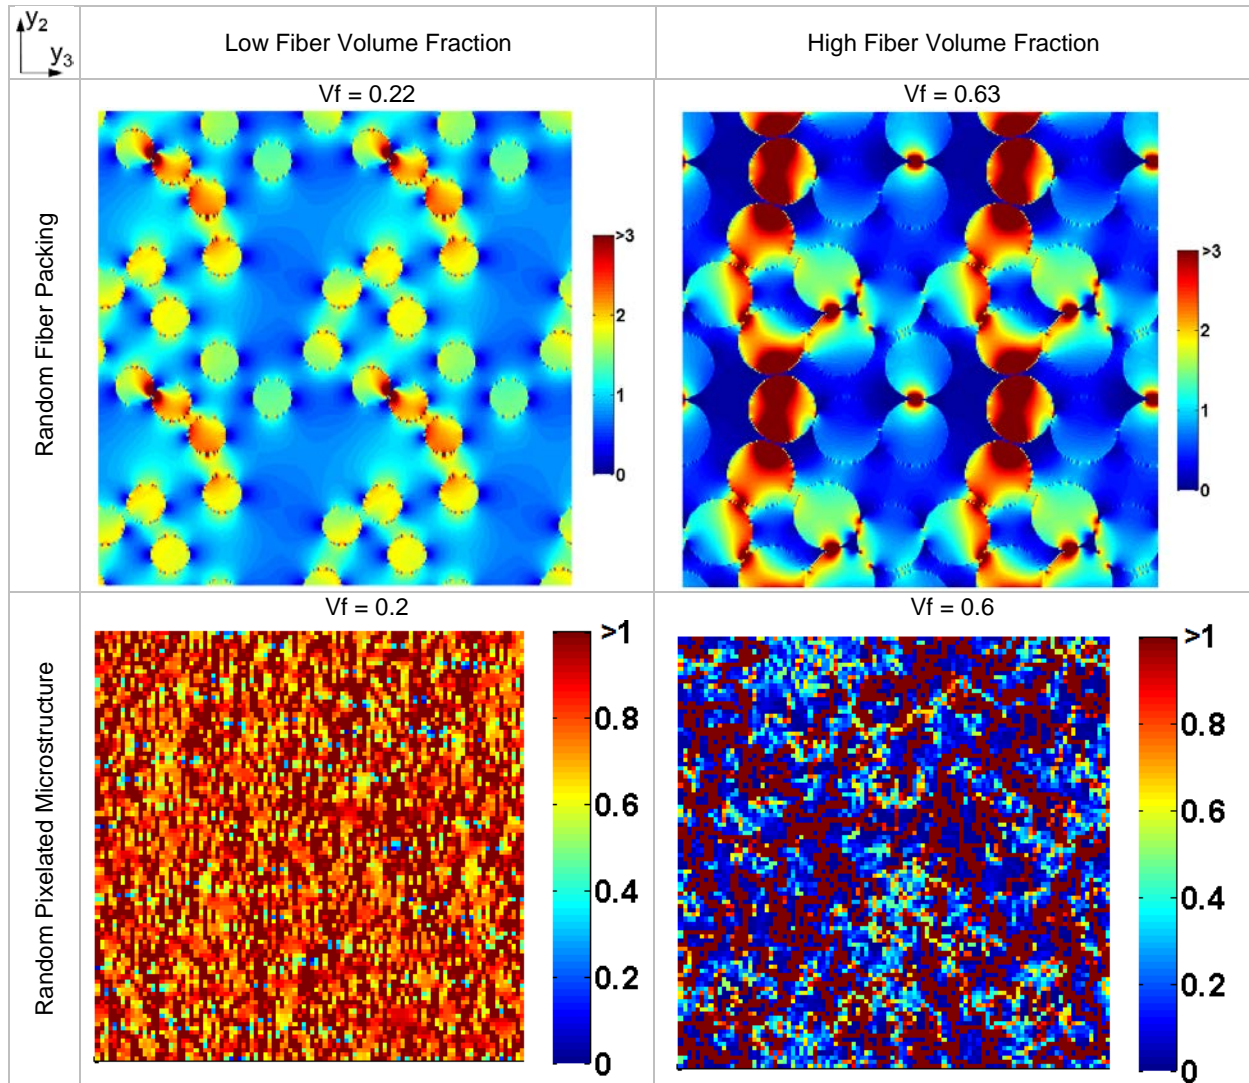 y2
y3
Low Fiber Volume Fraction
High Fiber Volume Fraction
Random Fiber Packing
Vf = 0.22
>3
2
1
0
Vf = 0.63
>3
2
1
0
Random Pixelated Microstructure
Vf = 0.2
>1
0.8
0.6
0.4
0.2
0
Vf = 0.6
>1
0.8
0.6
0.4
0.2
0